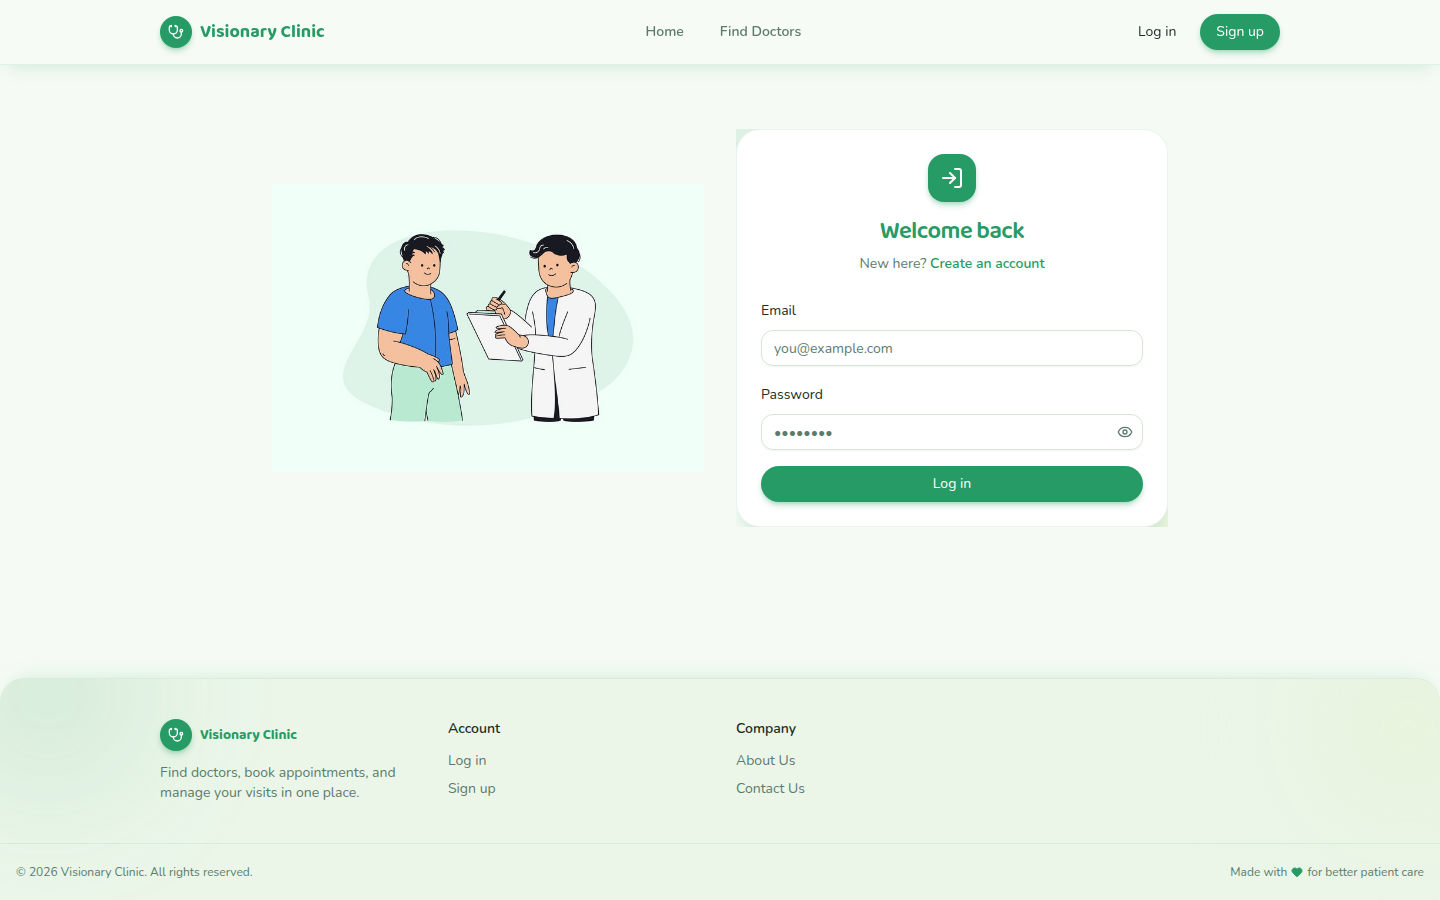 Visionary Clinic
Home
Find Doctors
Log in
Sign up
Welcome back
New here? Create an account
Email
you@example.com
Password
••••••••
Log in
Visionary Clinic
Find doctors, book appointments, and
manage your visits in one place.
Account
Log in
Sign up
Company
About Us
Contact Us
© 2026 Visionary Clinic. All rights reserved.
Made with 💚 for better patient care